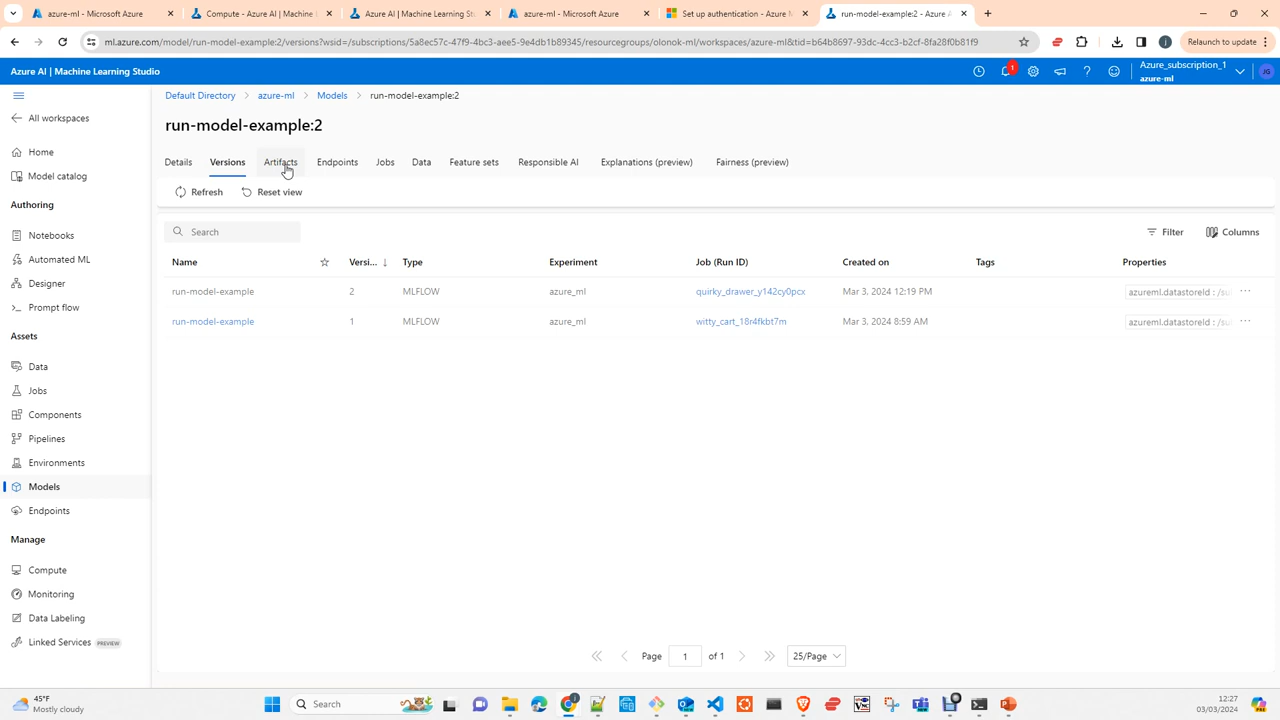 azure-ml - Microsoft Azure
Compute - Azure AI | Machine L
Azure AI | Machine Learning St
azure-ml - Microsoft Azure
Set up authentication - Azure M
run-model-example:2 - Azure A
ml.azure.com/model/run-model-example:2/versions?wsid=/subscriptions/5a8ec57c-47f9-4bc3-aee5-9e4db1b89345/resourcegroups/olonok-ml/workspaces/azure-ml&tid=b64b8697-93dc-4cc3-b2cf-8fa28f0b81f9
Relaunch to update
Azure AI | Machine Learning Studio
1
Azure_subscription_1
azure-ml
JG
Default Directory > azure-ml > Models > run-model-example:2
All workspaces
run-model-example:2
Home
Model catalog
Details Versions Artifacts Endpoints Jobs Data Feature sets Responsible AI Explanations (preview) Fairness (preview)
Refresh Reset view
Authoring
Notebooks
Automated ML
Designer
Prompt flow
Assets
Data
Jobs
Components
Pipelines
Environments
Models
Endpoints
Manage
Compute
Monitoring
Data Labeling
Linked Services PREVIEW
Search Filter Columns
Name Versi... Type Experiment Job (Run ID) Created on Tags Properties
run-model-example 2 MLFLOW azure_ml quirky_drawer_y142cy0pcx Mar 3, 2024 12:19 PM azureml.datastoreId : /su ...
run-model-example 1 MLFLOW azure_ml witty_cart_18r4fkbt7m Mar 3, 2024 8:59 AM azureml.datastoreId : /su ...
Page 1 of 1 25/Page
45°F
Mostly cloudy
Search
12:27
03/03/2024